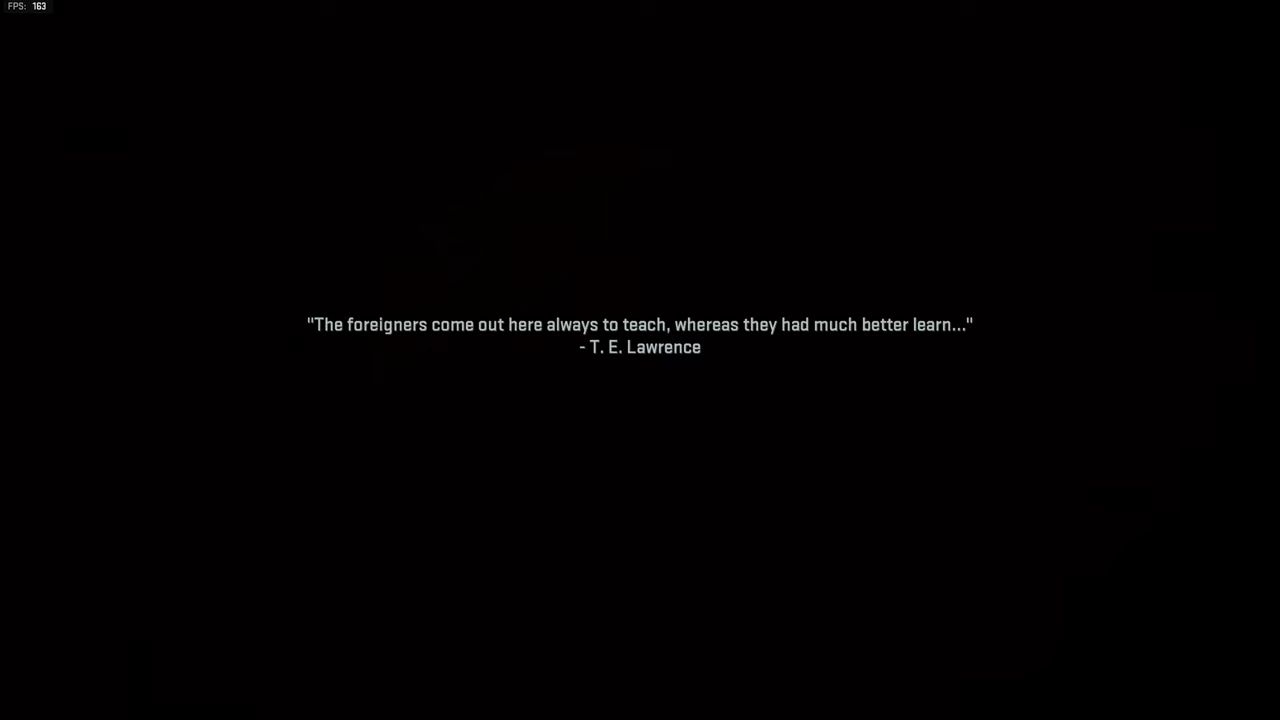 FPS: 163
"The foreigners come out here always to teach, whereas they had much better learn..."
- T. E. Lawrence